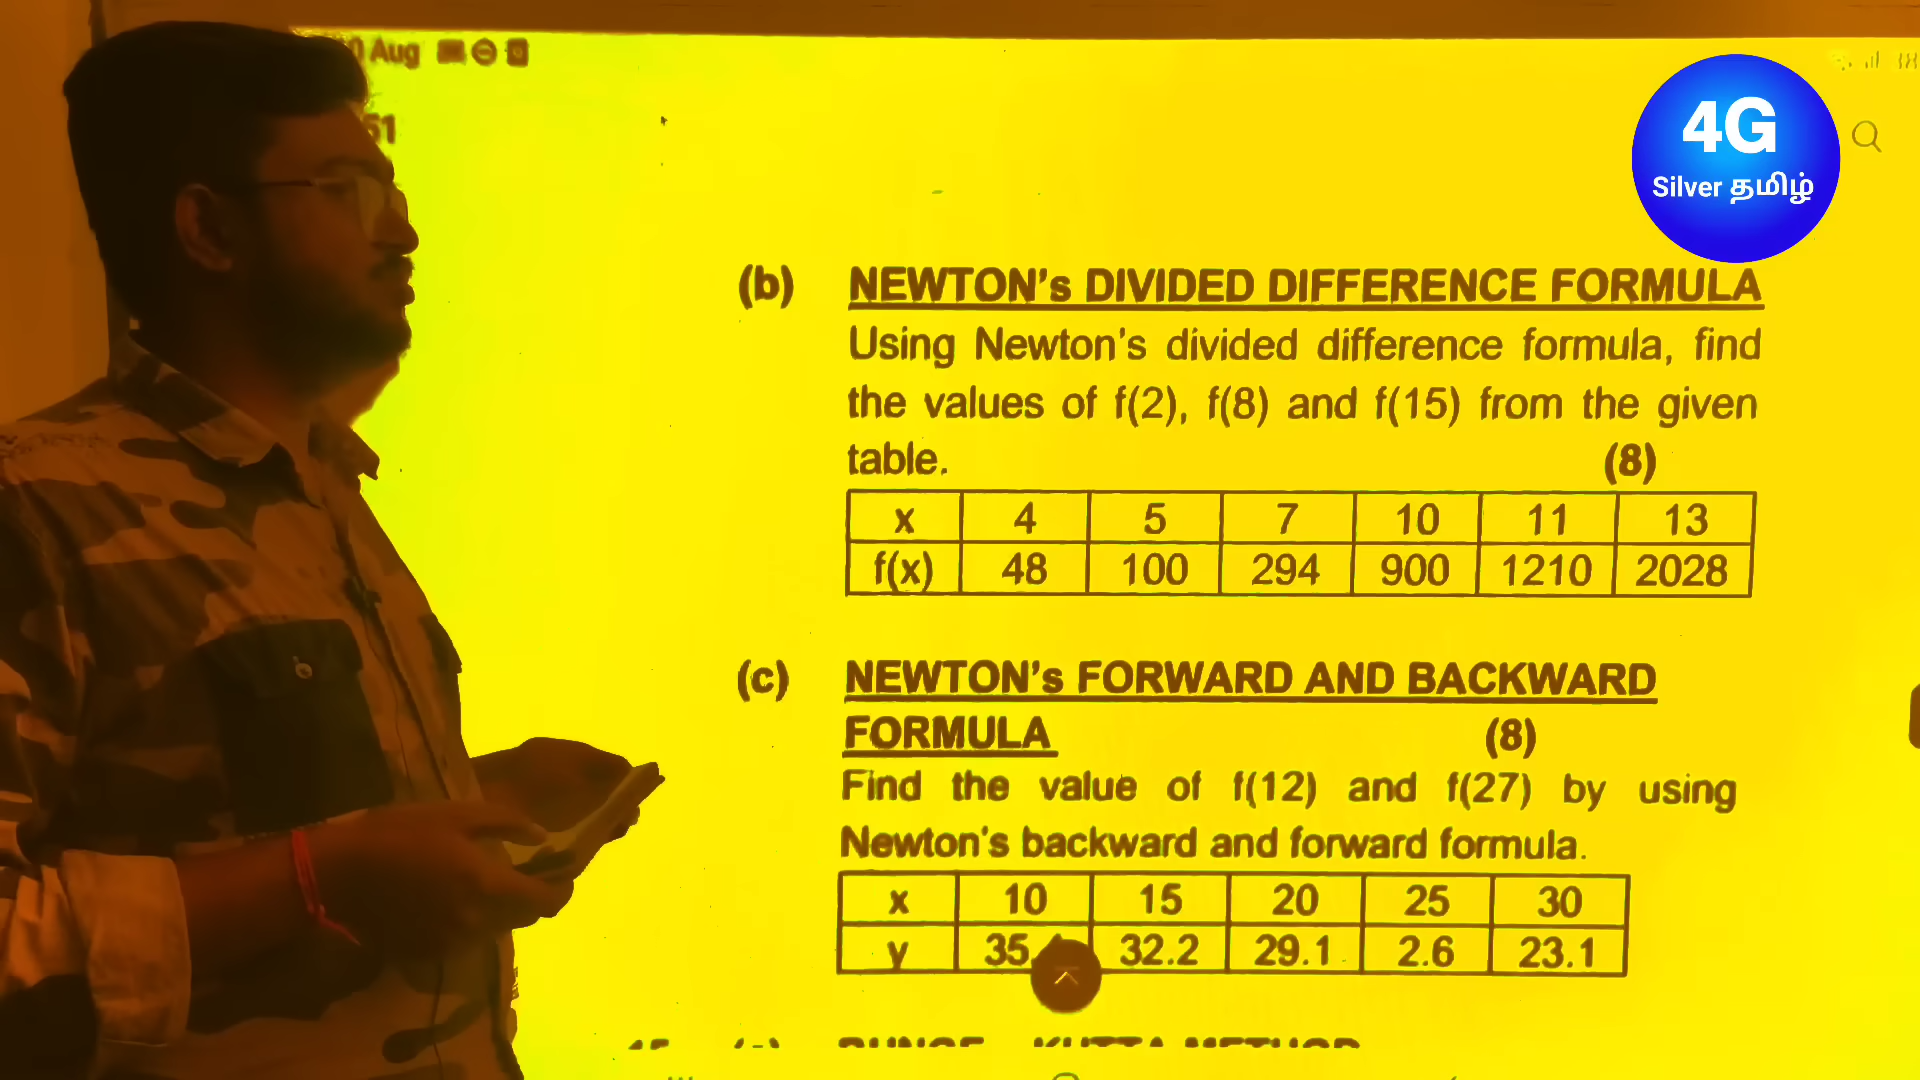 0 Aug
51
4G
Silver தமிழ்
(b) NEWTON's DIVIDED DIFFERENCE FORMULA
Using Newton's divided difference formula, find
the values of f(2), f(8) and f(15) from the given
table. (8)
x 4 5 7 10 11 13
f(x) 48 100 294 900 1210 2028
(c) NEWTON's FORWARD AND BACKWARD
FORMULA (8)
Find the value of f(12) and f(27) by using
Newton's backward and forward formula.
x 10 15 20 25 30
y 35. 32.2 29.1 2.6 23.1